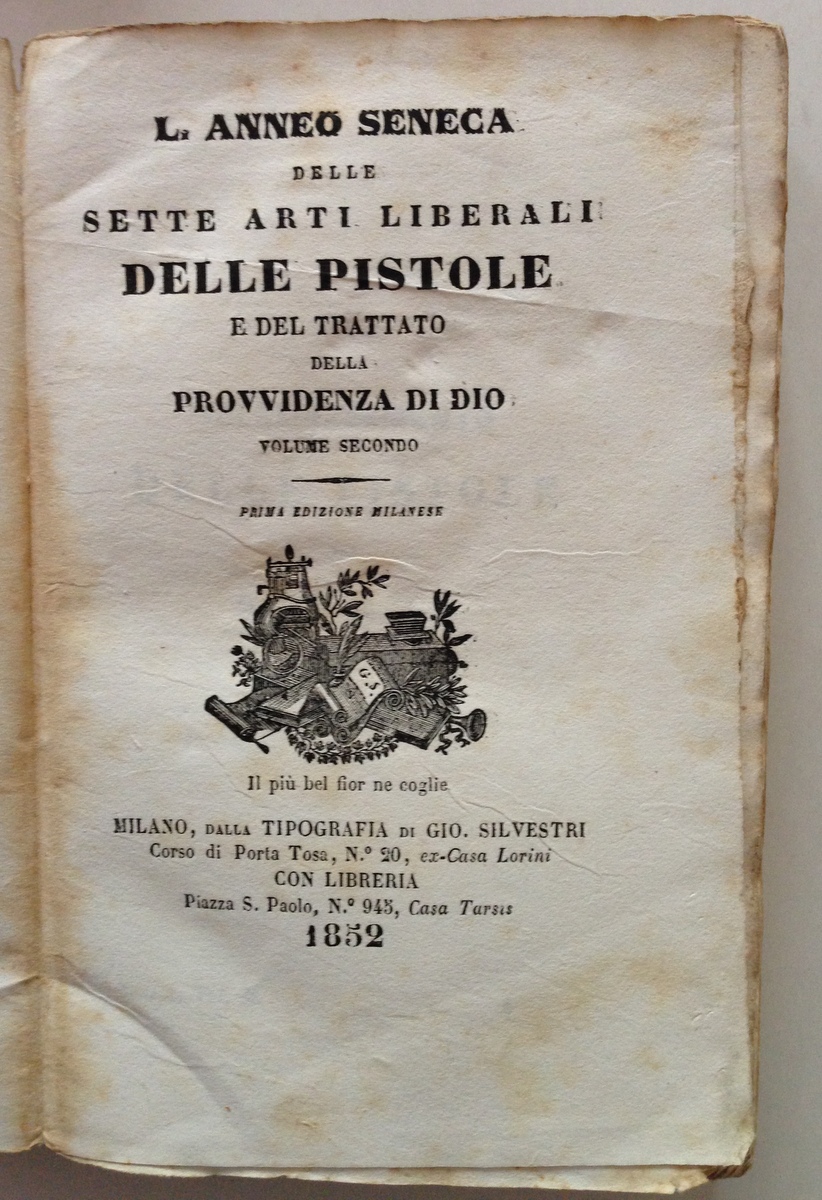 L. ANNEO SENECA
DELLE
SETTE ARTI LIBERALI
DELLE PISTOLE
E DEL TRATTATO
DELLA
PROVVIDENZA DI DIO
VOLUME SECONDO
PRIMA EDIZIONE MILANESE
G. S.
Il più bel fior ne coglie
MILANO, DALLA TIPOGRAFIA DI GIO. SILVESTRI
Corso di Porta Tosa, N.° 20, ex-Casa Lorini
CON LIBRERIA
Piazza S. Paolo, N.° 945, Casa Tarsis
1852